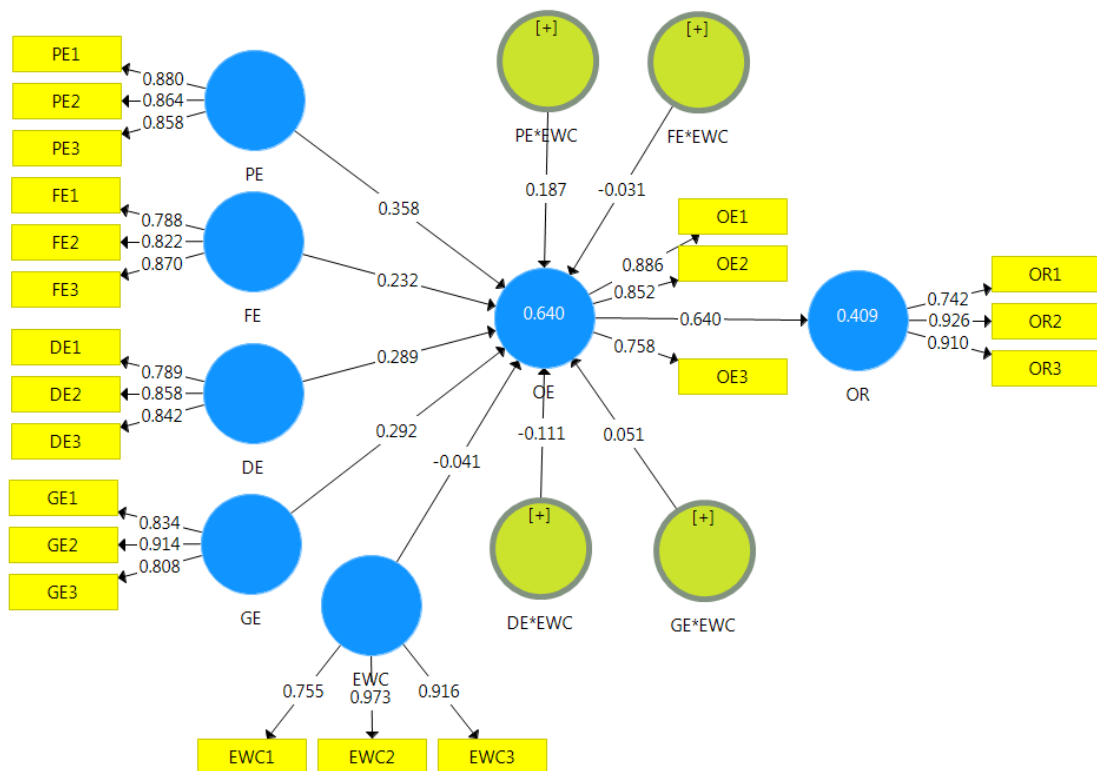 [+]
[+]
PE*EWC
FE*EWC
PE1
PE2
PE3
0.880
0.864
0.858
PE
FE1
FE2
FE3
0.788
0.822
0.870
FE
DE1
DE2
DE3
0.789
0.858
0.842
DE
GE1
GE2
GE3
0.834
0.914
0.808
GE
0.358
0.232
0.289
0.292
-0.041
0.187
-0.031
0.640
OE
0.886
0.852
0.758
OE1
OE2
OE3
0.640
0.409
OR
0.742
0.926
0.910
OR1
OR2
OR3
-0.111
0.051
[+]
[+]
DE*EWC
GE*EWC
EWC
0.755
0.973
0.916
EWC1
EWC2
EWC3